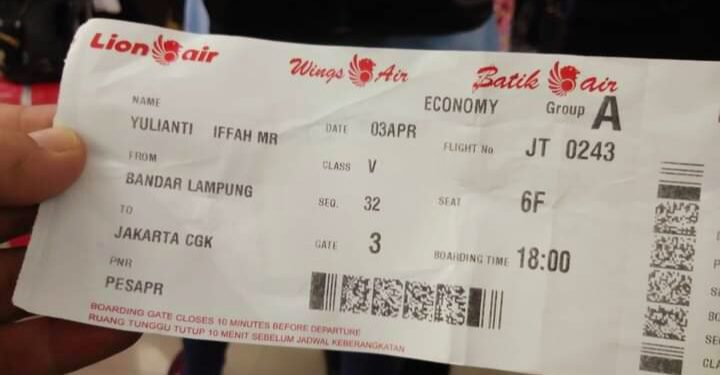 Lion air
Wings Air
Batik air
ECONOMY
Group A
NAME
YULIANTI IFFAH MR
DATE 03APR
FLIGHT No JT 0243
FROM
BANDAR LAMPUNG
CLASS V
SEQ. 32
SEAT 6F
TO
JAKARTA CGK
GATE 3
BOARDING TIME 18:00
PNR
PESAPR
BOARDING GATE CLOSES 10 MINUTES BEFORE DEPARTURE
RUANG TUNGGU TUTUP 10 MENIT SEBELUM JADWAL KEBERANGKATAN